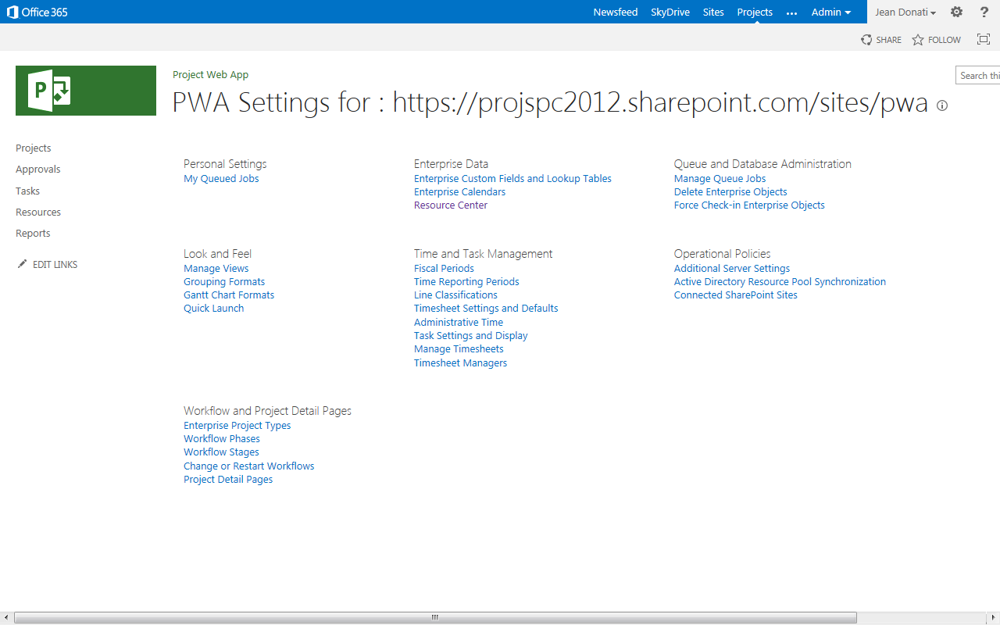 Office 365
Newsfeed SkyDrive Sites Projects ... Admin Jean Donati ?
SHARE FOLLOW
P
Project Web App
Search thi
PWA Settings for : https://projspc2012.sharepoint.com/sites/pwa
Projects
Approvals
Tasks
Resources
Reports
EDIT LINKS
Personal Settings
My Queued Jobs
Enterprise Data
Enterprise Custom Fields and Lookup Tables
Enterprise Calendars
Resource Center
Queue and Database Administration
Manage Queue Jobs
Delete Enterprise Objects
Force Check-in Enterprise Objects
Look and Feel
Manage Views
Grouping Formats
Gantt Chart Formats
Quick Launch
Time and Task Management
Fiscal Periods
Time Reporting Periods
Line Classifications
Timesheet Settings and Defaults
Administrative Time
Task Settings and Display
Manage Timesheets
Timesheet Managers
Operational Policies
Additional Server Settings
Active Directory Resource Pool Synchronization
Connected SharePoint Sites
Workflow and Project Detail Pages
Enterprise Project Types
Workflow Phases
Workflow Stages
Change or Restart Workflows
Project Detail Pages